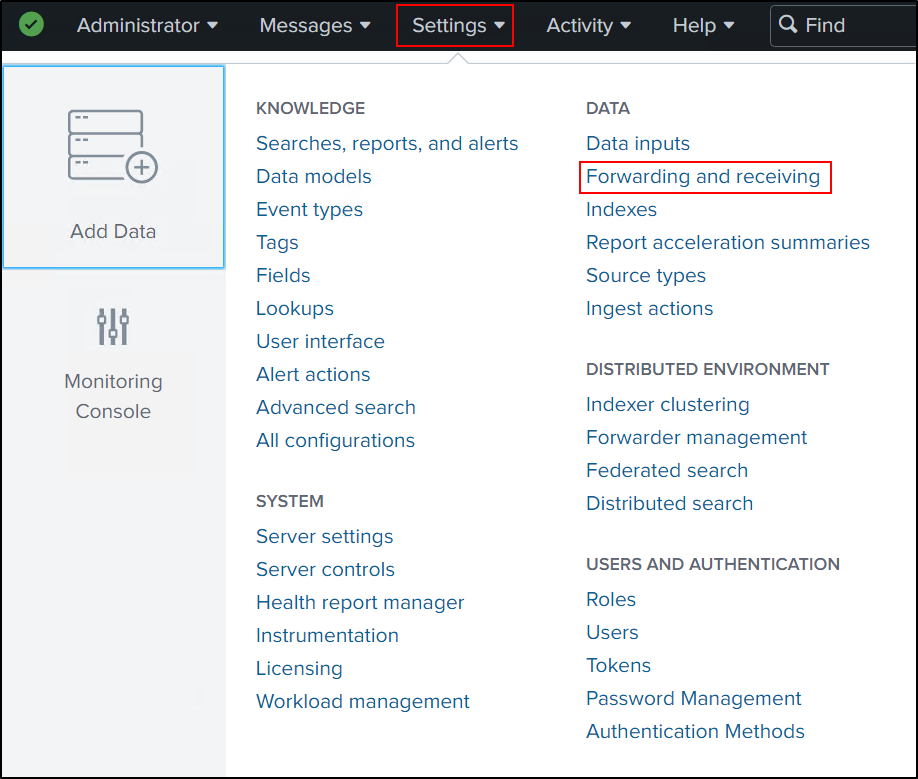 Administrator Messages Settings Activity Help Find
Add Data
Monitoring
Console
KNOWLEDGE
Searches, reports, and alerts
Data models
Event types
Tags
Fields
Lookups
User interface
Alert actions
Advanced search
All configurations
SYSTEM
Server settings
Server controls
Health report manager
Instrumentation
Licensing
Workload management
DATA
Data inputs
Forwarding and receiving
Indexes
Report acceleration summaries
Source types
Ingest actions
DISTRIBUTED ENVIRONMENT
Indexer clustering
Forwarder management
Federated search
Distributed search
USERS AND AUTHENTICATION
Roles
Users
Tokens
Password Management
Authentication Methods